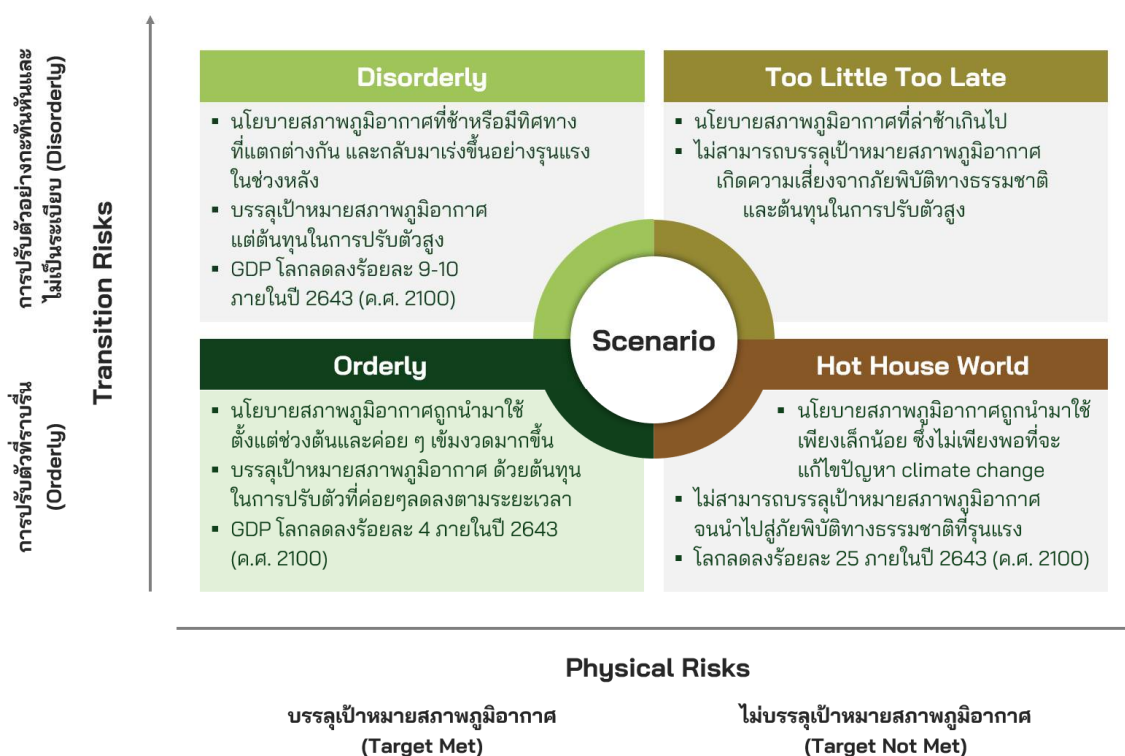 การปรับตัวอย่างกะทันหันและ
ไม่เป็นระเบียบ (Disorderly)
Transition Risks
การปรับตัวที่ราบรื่น
(Orderly)
Disorderly
▪ นโยบายสภาพภูมิอากาศที่ช้าหรือมีทิศทาง
ที่แตกต่างกัน และกลับมาเร่งขึ้นอย่างรุนแรง
ในช่วงหลัง
▪ บรรลุเป้าหมายสภาพภูมิอากาศ
แต่ต้นทุนในการปรับตัวสูง
▪ GDP โลกลดลงร้อยละ 9-10
ภายในปี 2643 (ค.ศ. 2100)
Too Little Too Late
▪ นโยบายสภาพภูมิอากาศที่ล่าช้าเกินไป
▪ ไม่สามารถบรรลุเป้าหมายสภาพภูมิอากาศ
เกิดความเสี่ยงจากภัยพิบัติทางธรรมชาติ
และต้นทุนในการปรับตัวสูง
Scenario
Orderly
▪ นโยบายสภาพภูมิอากาศถูกนำมาใช้
ตั้งแต่ช่วงต้นและค่อย ๆ เข้มงวดมากขึ้น
▪ บรรลุเป้าหมายสภาพภูมิอากาศ ด้วยต้นทุน
ในการปรับตัวที่ค่อยๆลดลงตามระยะเวลา
▪ GDP โลกลดลงร้อยละ 4 ภายในปี 2643
(ค.ศ. 2100)
Hot House World
▪ นโยบายสภาพภูมิอากาศถูกนำมาใช้
เพียงเล็กน้อย ซึ่งไม่เพียงพอที่จะ
แก้ไขปัญหา climate change
▪ ไม่สามารถบรรลุเป้าหมายสภาพภูมิอากาศ
จนนำไปสู่ภัยพิบัติทางธรรมชาติที่รุนแรง
▪ โลกลดลงร้อยละ 25 ภายในปี 2643 (ค.ศ. 2100)
Physical Risks
บรรลุเป้าหมายสภาพภูมิอากาศ
(Target Met)
ไม่บรรลุเป้าหมายสภาพภูมิอากาศ
(Target Not Met)